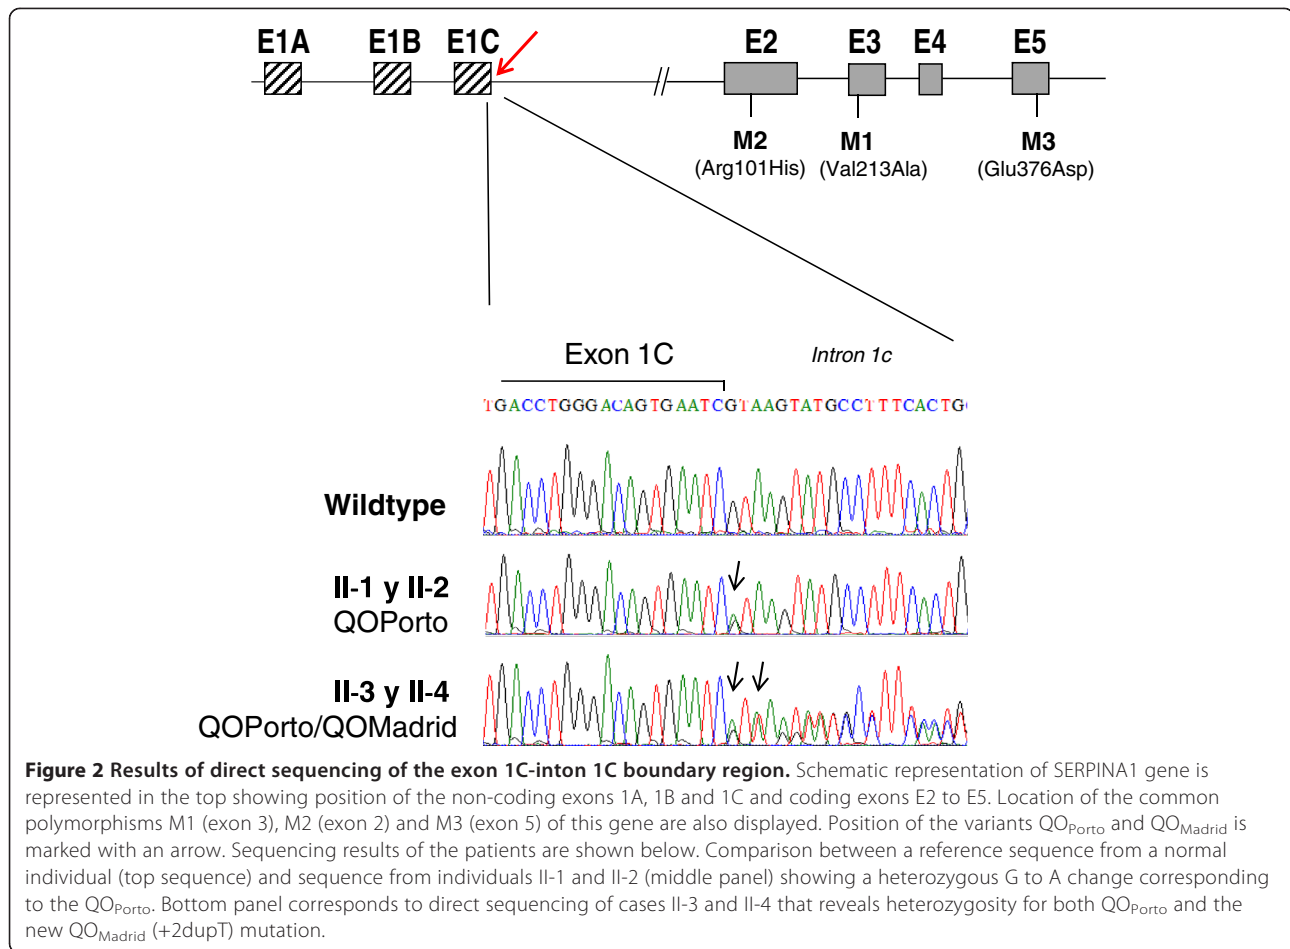 E1A E1B E1C E2 E3 E4 E5
//
M2 M1 M3
(Arg101His) (Val213Ala) (Glu376Asp)
Exon 1C Intron 1c
TGACCTGGGACAGTGAATCGTAAGTATGCCTTTCACTG
Wildtype
II-1 y II-2
QOPorto
II-3 y II-4
QOPorto/QOMadrid
Figure 2 Results of direct sequencing of the exon 1C-inton 1C boundary region. Schematic representation of SERPINA1 gene is
represented in the top showing position of the non-coding exons 1A, 1B and 1C and coding exons E2 to E5. Location of the common
polymorphisms M1 (exon 3), M2 (exon 2) and M3 (exon 5) of this gene are also displayed. Position of the variants QOPorto and QOMadrid is
marked with an arrow. Sequencing results of the patients are shown below. Comparison between a reference sequence from a normal
individual (top sequence) and sequence from individuals II-1 and II-2 (middle panel) showing a heterozygous G to A change corresponding
to the QOPorto. Bottom panel corresponds to direct sequencing of cases II-3 and II-4 that reveals heterozygosity for both QOPorto and the
new QOMadrid (+2dupT) mutation.